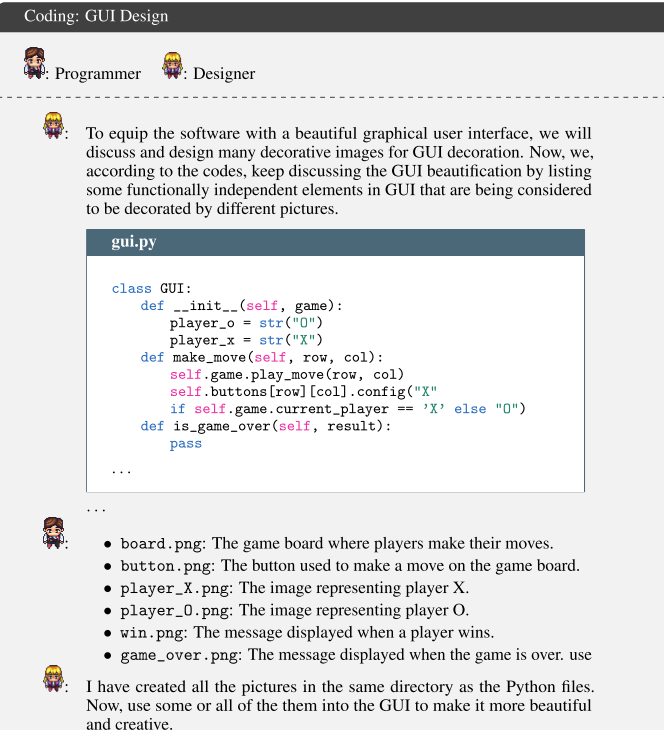 Coding: GUI Design
: Programmer : Designer
: To equip the software with a beautiful graphical user interface, we will
discuss and design many decorative images for GUI decoration. Now, we,
according to the codes, keep discussing the GUI beautification by listing
some functionally independent elements in GUI that are being considered
to be decorated by different pictures.
gui.py
class GUI:
    def __init__(self, game):
        player_o = str("O")
        player_x = str("X")
    def make_move(self, row, col):
        self.game.play_move(row, col)
        self.buttons[row][col].config("X"
        if self.game.current_player == ’X’ else "O")
    def is_game_over(self, result):
        pass
...
...
: • board.png: The game board where players make their moves.
• button.png: The button used to make a move on the game board.
• player_X.png: The image representing player X.
• player_O.png: The image representing player O.
• win.png: The message displayed when a player wins.
• game_over.png: The message displayed when the game is over. use
: I have created all the pictures in the same directory as the Python files.
Now, use some or all of the them into the GUI to make it more beautiful
and creative.